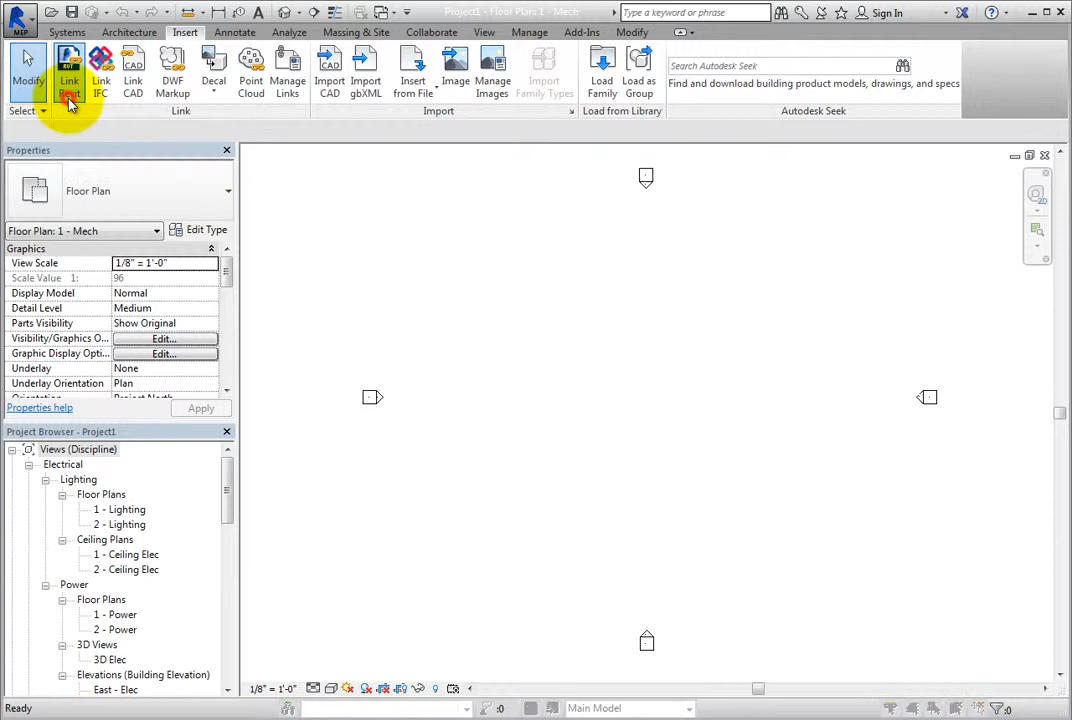 Project1 - Floor Plan: 1 - Mech
Type a keyword or phrase
Sign In
MEP
Systems Architecture Insert Annotate Analyze Massing & Site Collaborate View Manage Add-Ins Modify
Modify
Link Revit
Link IFC
Link CAD
DWF Markup
Decal
Point Cloud
Manage Links
Import CAD
Import gbXML
Insert from File
Image
Manage Images
Import Family Types
Load Family
Load as Group
Search Autodesk Seek
Find and download building product models, drawings, and specs
Select Link Import Load from Library Autodesk Seek
Properties
Floor Plan
Floor Plan: 1 - Mech Edit Type
Graphics
View Scale 1/8" = 1'-0"
Scale Value 1: 96
Display Model Normal
Detail Level Medium
Parts Visibility Show Original
Visibility/Graphics O... Edit...
Graphic Display Opti... Edit...
Underlay None
Underlay Orientation Plan
Properties help Apply
Project Browser - Project1
Views (Discipline)
Electrical
Lighting
Floor Plans
1 - Lighting
2 - Lighting
Ceiling Plans
1 - Ceiling Elec
2 - Ceiling Elec
Power
Floor Plans
1 - Power
2 - Power
3D Views
3D Elec
Elevations (Building Elevation)
East - Elec
1/8" = 1'-0"
Ready :0 Main Model :0